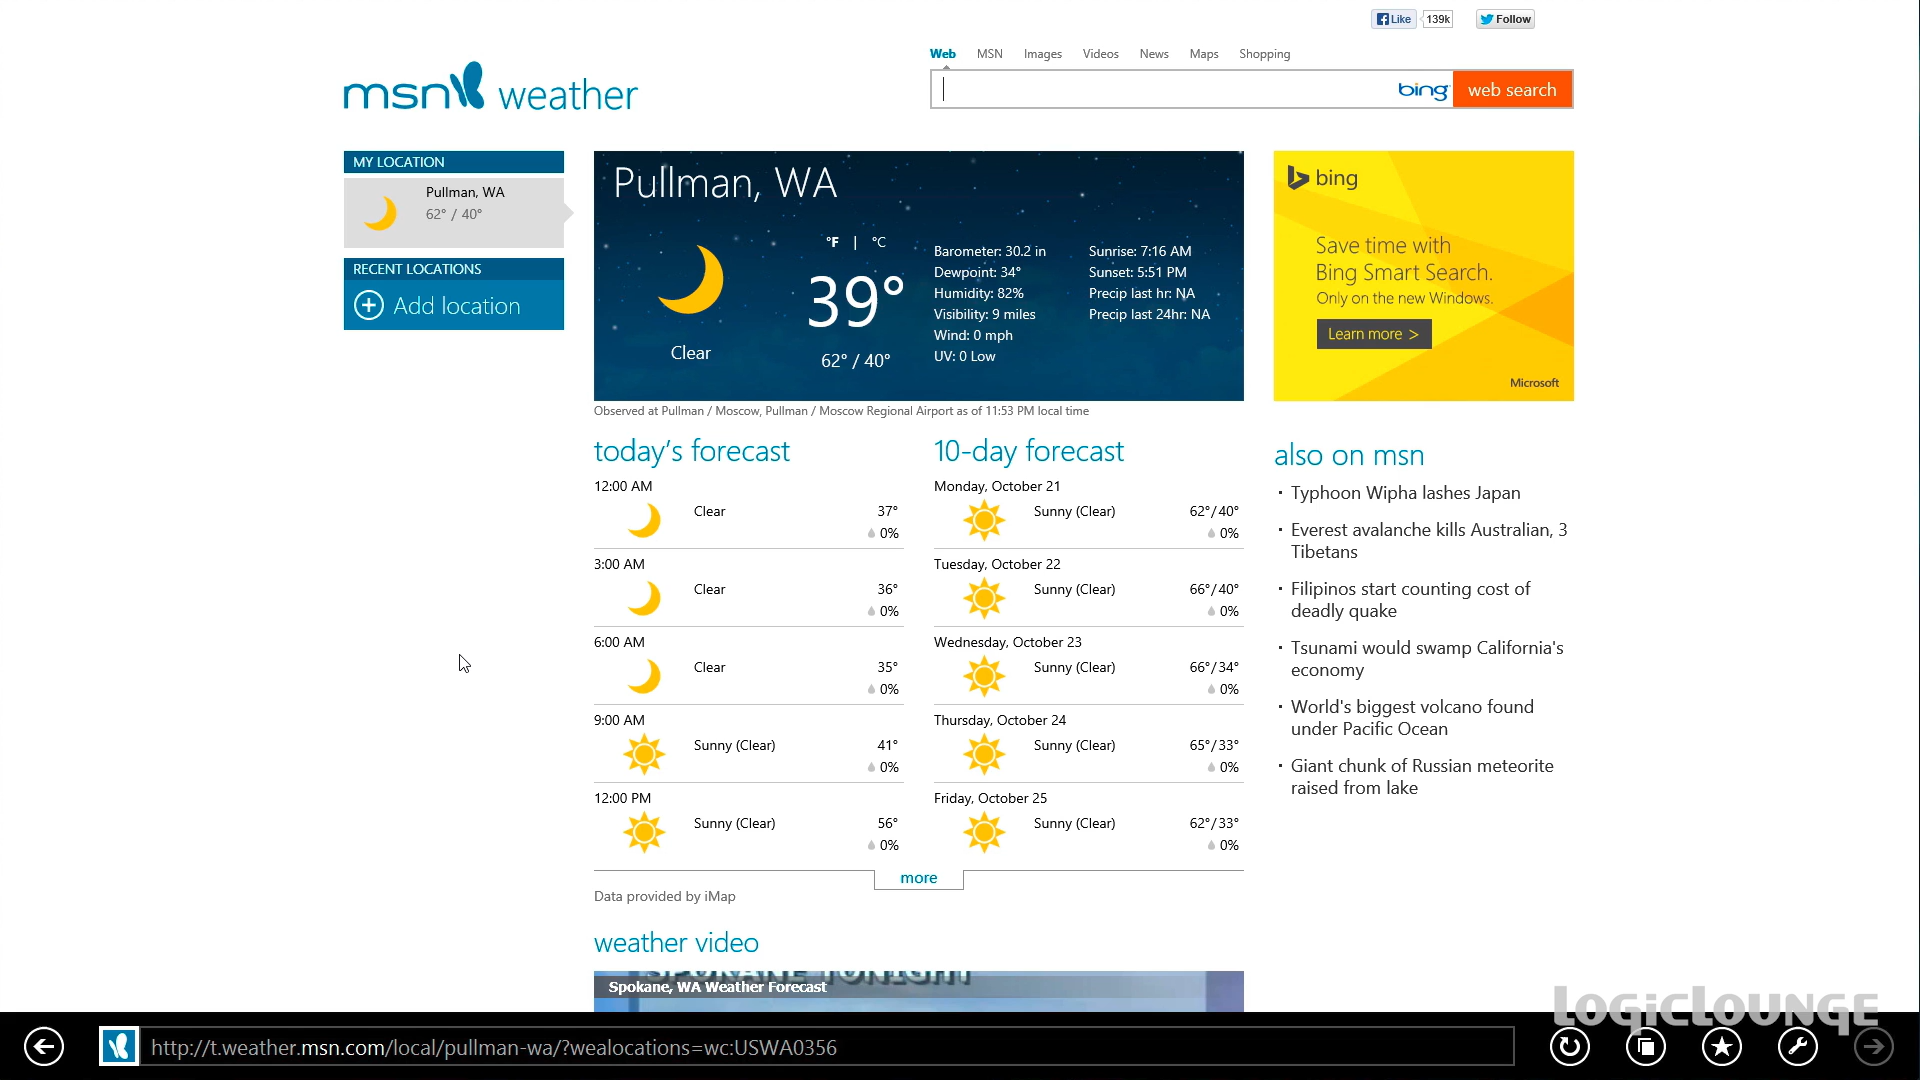 Like
139k
Follow
Web
MSN
Images
Videos
News
Maps
Shopping
msn weather
bing
web search
MY LOCATION
Pullman, WA
62° / 40°
RECENT LOCATIONS
Add location
Pullman, WA
°F | °C
39°
Clear
62° / 40°
Barometer: 30.2 in
Dewpoint: 34°
Humidity: 82%
Visibility: 9 miles
Wind: 0 mph
UV: 0 Low
Sunrise: 7:16 AM
Sunset: 5:51 PM
Precip last hr: NA
Precip last 24hr: NA
Observed at Pullman / Moscow, Pullman / Moscow Regional Airport as of 11:53 PM local time
bing
Save time with
Bing Smart Search.
Only on the new Windows.
Learn more >
Microsoft
today's forecast
12:00 AM
Clear
37°
0%
3:00 AM
Clear
36°
0%
6:00 AM
Clear
35°
0%
9:00 AM
Sunny (Clear)
41°
0%
12:00 PM
Sunny (Clear)
56°
0%
10-day forecast
Monday, October 21
Sunny (Clear)
62°/40°
0%
Tuesday, October 22
Sunny (Clear)
66°/40°
0%
Wednesday, October 23
Sunny (Clear)
66°/34°
0%
Thursday, October 24
Sunny (Clear)
65°/33°
0%
Friday, October 25
Sunny (Clear)
62°/33°
0%
more
Data provided by iMap
also on msn
Typhoon Wipha lashes Japan
Everest avalanche kills Australian, 3
Tibetans
Filipinos start counting cost of
deadly quake
Tsunami would swamp California's
economy
World's biggest volcano found
under Pacific Ocean
Giant chunk of Russian meteorite
raised from lake
weather video
SPOKANE TONIGHT
Spokane, WA Weather Forecast
LOGICLOUNGE
http://t.weather.msn.com/local/pullman-wa/?wealocations=wc:USWA0356